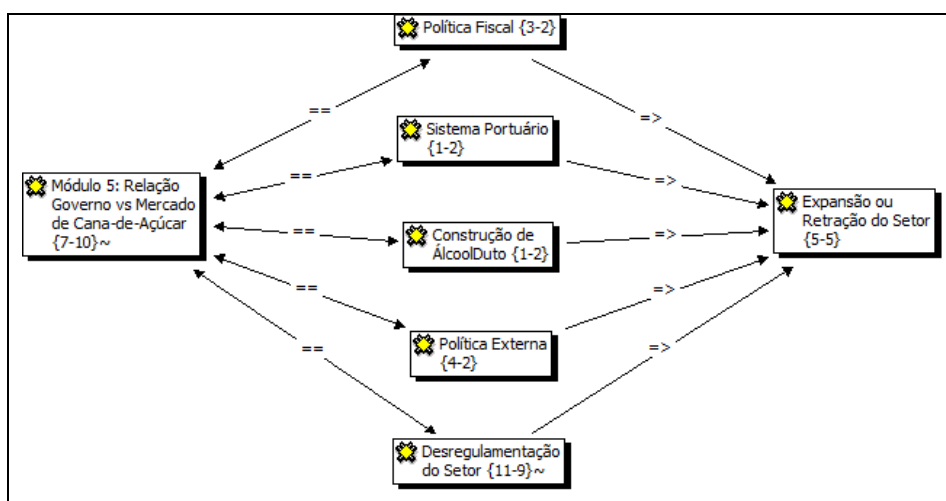 Política Fiscal {3-2}
==
=>
Sistema Portuário
{1-2}
==
=>
Módulo 5: Relação
Governo vs Mercado
de Cana-de-Açúcar
{7-10}~
Expansão ou
Retração do Setor
{5-5}
==
Construção de
ÁlcoolDuto {1-2}
=>
==
=>
Política Externa
{4-2}
==
=>
Desregulamentação
do Setor {11-9}~